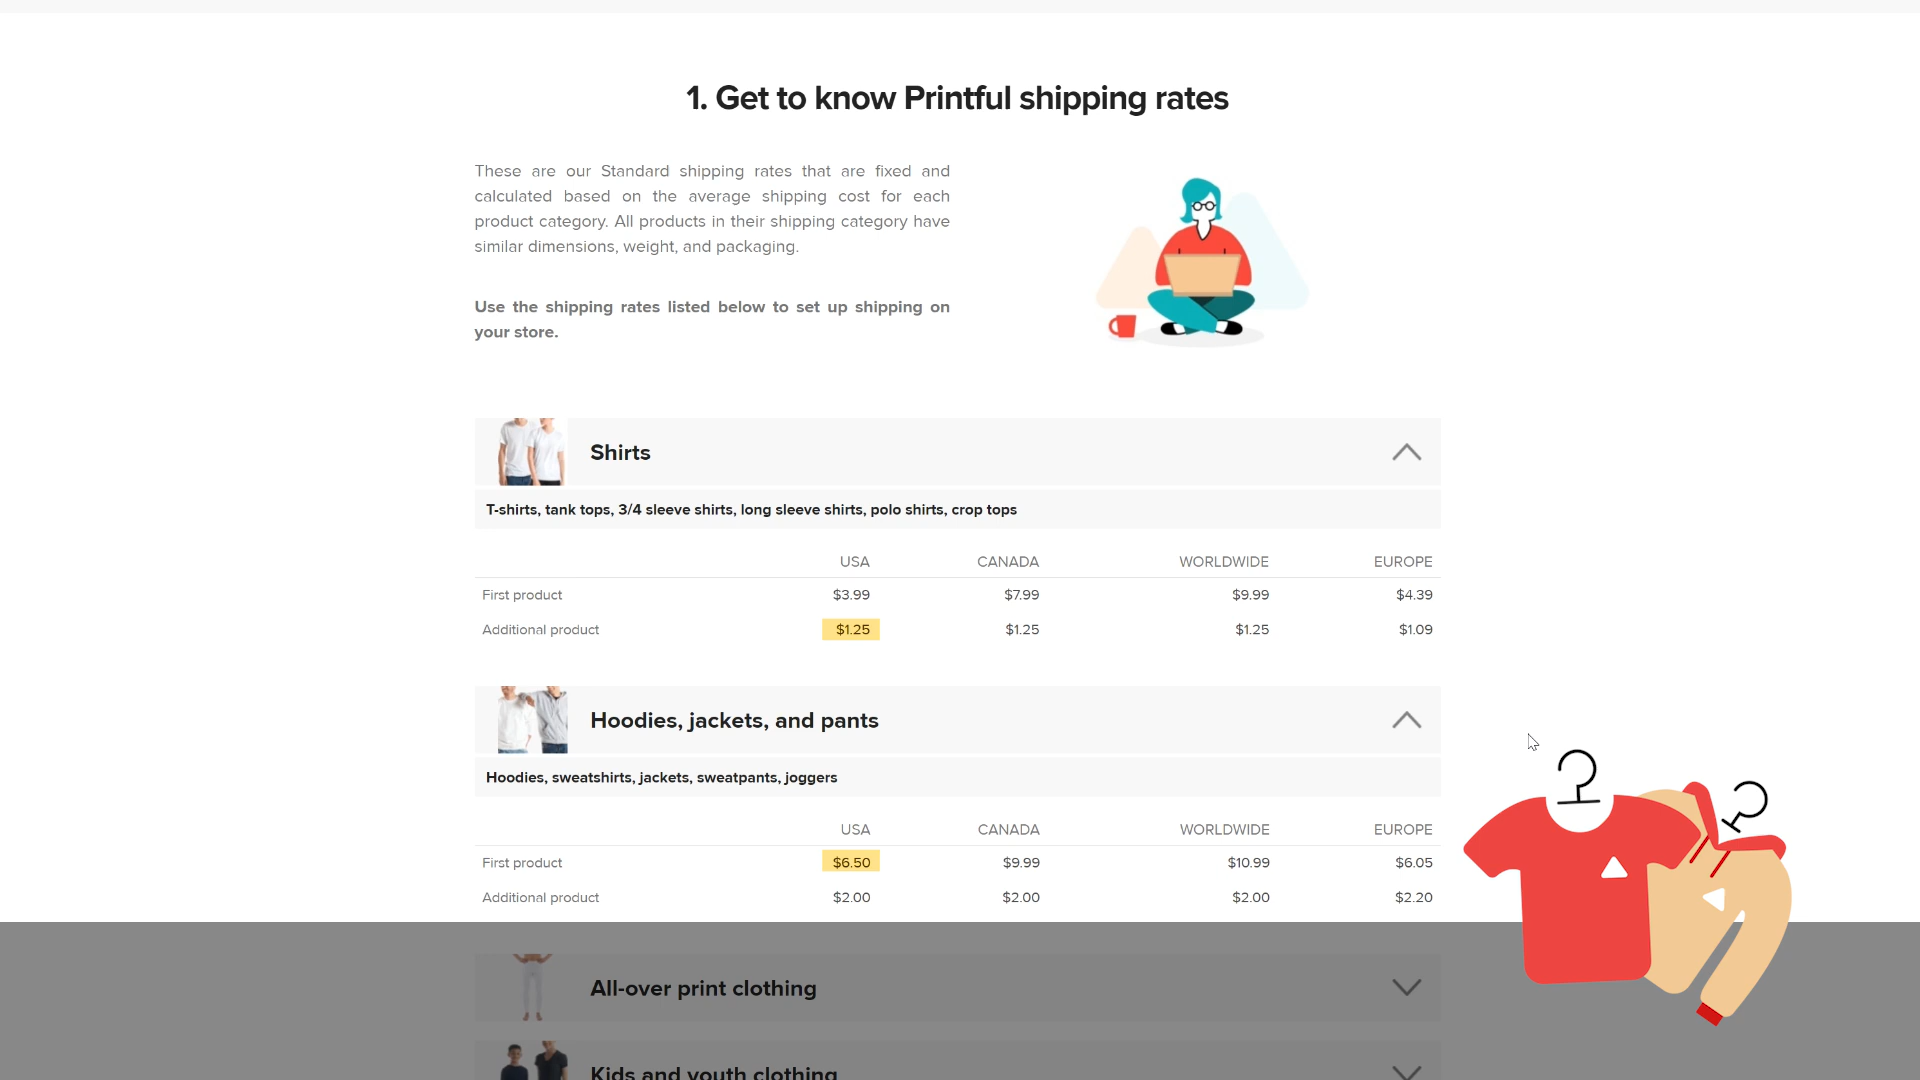 1. Get to know Printful shipping rates
These are our Standard shipping rates that are fixed and
calculated based on the average shipping cost for each
product category. All products in their shipping category have
similar dimensions, weight, and packaging.
Use the shipping rates listed below to set up shipping on
your store.
Shirts
T-shirts, tank tops, 3/4 sleeve shirts, long sleeve shirts, polo shirts, crop tops
USA CANADA WORLDWIDE EUROPE
First product $3.99 $7.99 $9.99 $4.39
Additional product $1.25 $1.25 $1.25 $1.09
Hoodies, jackets, and pants
Hoodies, sweatshirts, jackets, sweatpants, joggers
USA CANADA WORLDWIDE EUROPE
First product $6.50 $9.99 $10.99 $6.05
Additional product $2.00 $2.00 $2.00 $2.20
All-over print clothing
Kids and youth clothing